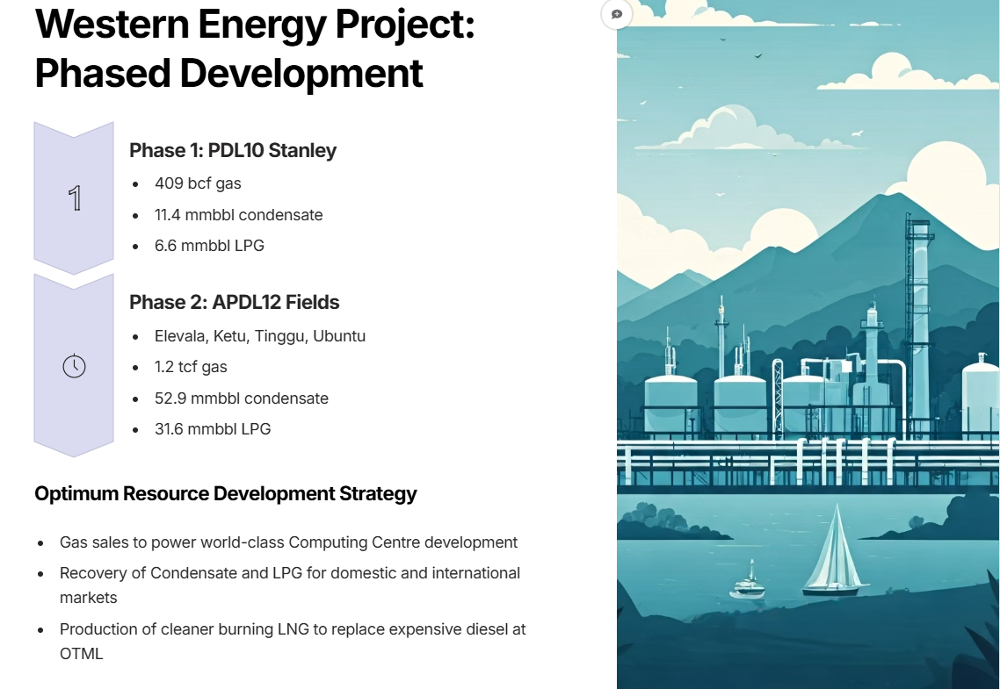 Western Energy Project:
Phased Development
1
Phase 1: PDL10 Stanley
• 409 bcf gas
• 11.4 mmbbl condensate
• 6.6 mmbbl LPG
Phase 2: APDL12 Fields
• Elevala, Ketu, Tinggu, Ubuntu
• 1.2 tcf gas
• 52.9 mmbbl condensate
• 31.6 mmbbl LPG
Optimum Resource Development Strategy
• Gas sales to power world-class Computing Centre development
• Recovery of Condensate and LPG for domestic and international
markets
• Production of cleaner burning LNG to replace expensive diesel at
OTML